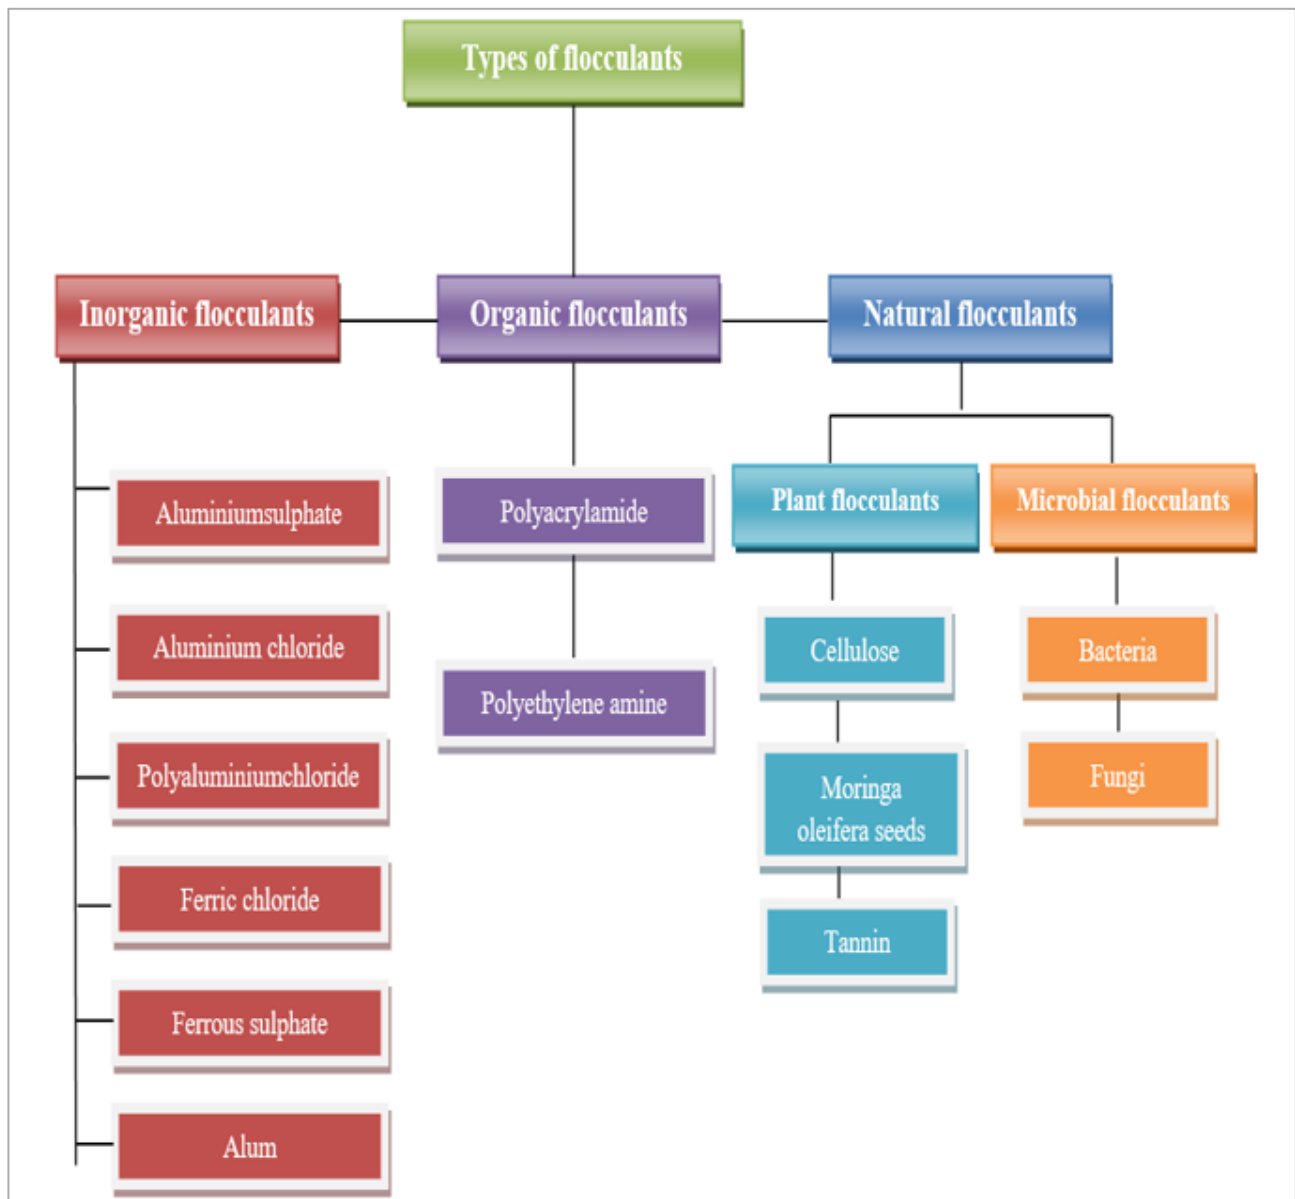 Types of flocculants
Inorganic flocculants
Organic flocculants
Natural flocculants
Aluminiumsulphate
Aluminium chloride
Polyaluminiumchloride
Ferric chloride
Ferrous sulphate
Alum
Polyacrylamide
Polyethylene amine
Plant flocculants
Microbial flocculants
Cellulose
Moringa
oleifera seeds
Tannin
Bacteria
Fungi